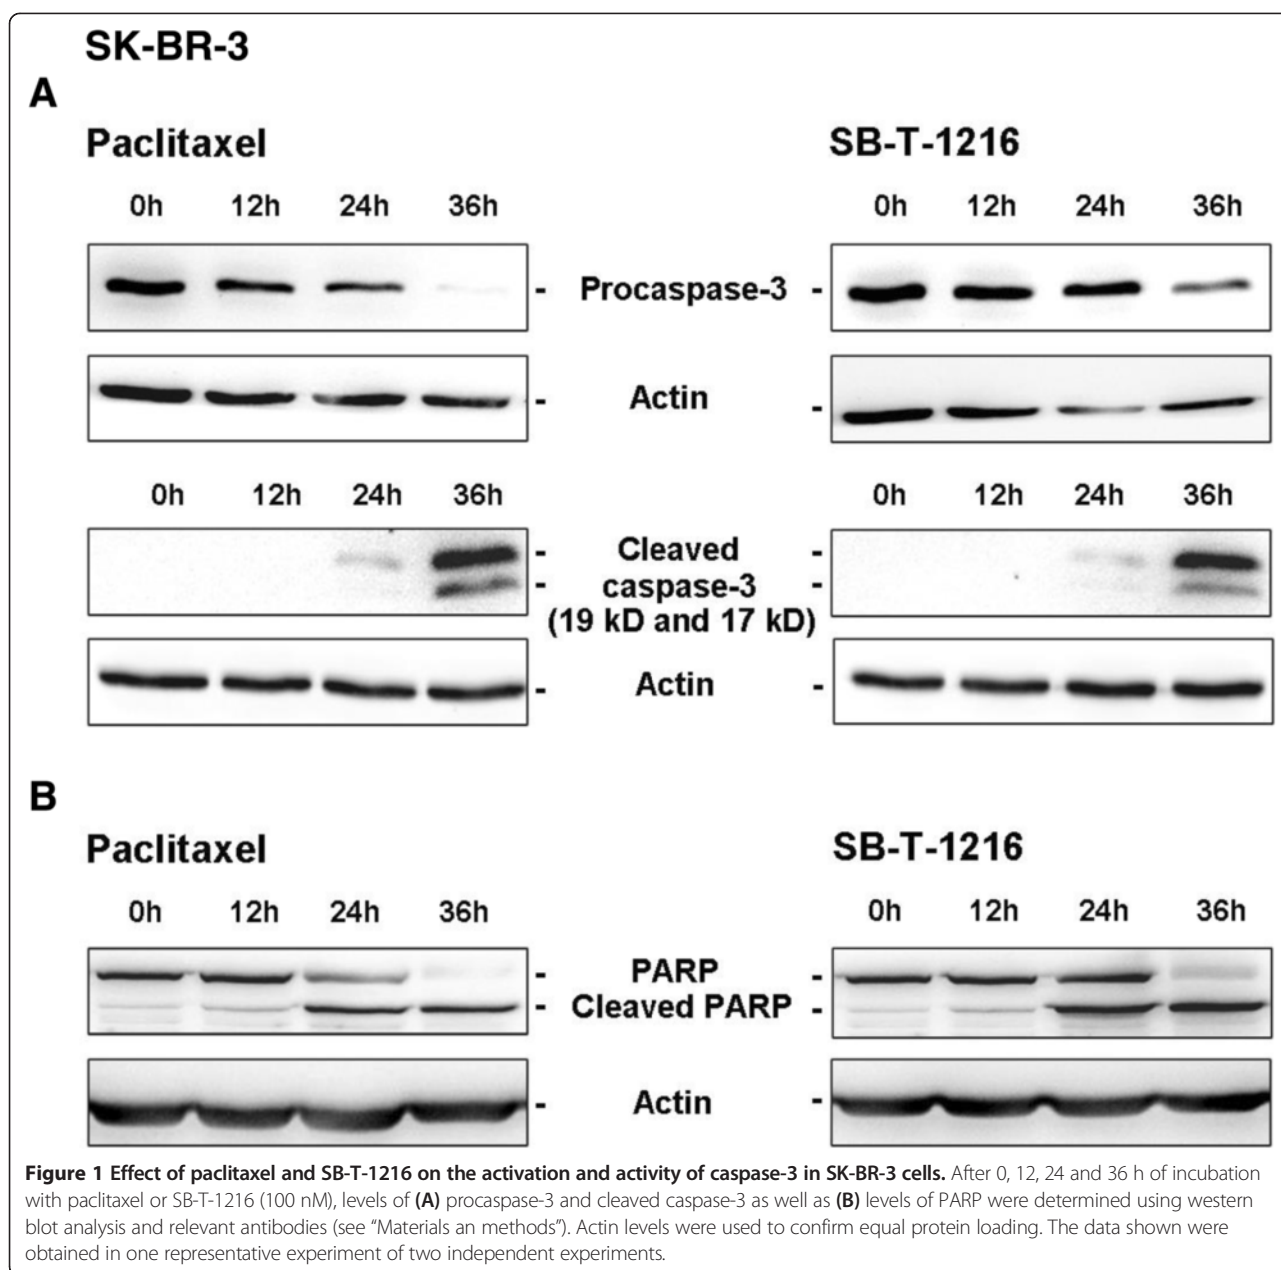 SK-BR-3
A
Paclitaxel SB-T-1216
0h 12h 24h 36h 0h 12h 24h 36h
- Procaspase-3 -
- Actin -
0h 12h 24h 36h 0h 12h 24h 36h
- Cleaved -
- caspase-3 -
(19 kD and 17 kD)
- Actin -
B
Paclitaxel SB-T-1216
0h 12h 24h 36h 0h 12h 24h 36h
- PARP -
- Cleaved PARP -
- Actin -
Figure 1 Effect of paclitaxel and SB-T-1216 on the activation and activity of caspase-3 in SK-BR-3 cells. After 0, 12, 24 and 36 h of incubation
with paclitaxel or SB-T-1216 (100 nM), levels of (A) procaspase-3 and cleaved caspase-3 as well as (B) levels of PARP were determined using western
blot analysis and relevant antibodies (see “Materials an methods”). Actin levels were used to confirm equal protein loading. The data shown were
obtained in one representative experiment of two independent experiments.